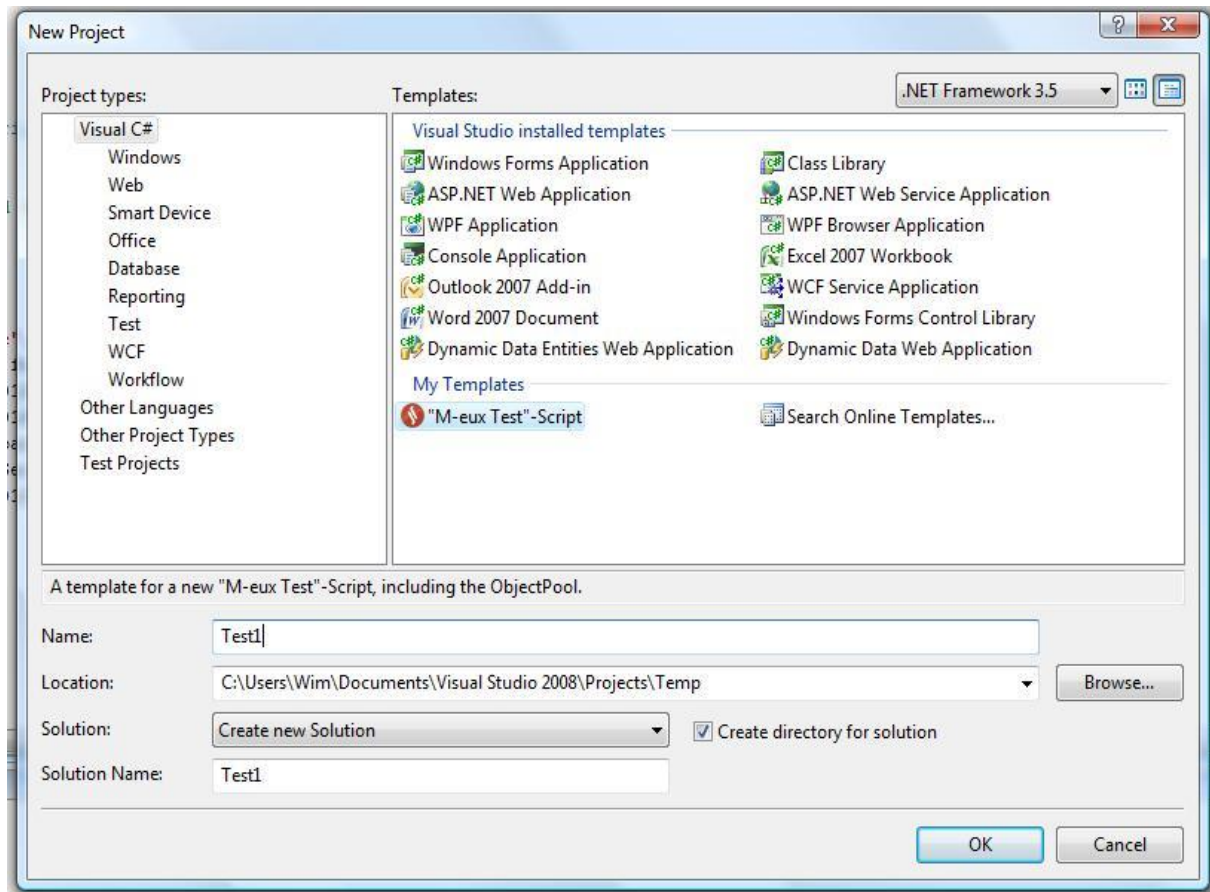 New Project
Project types:
Templates:
.NET Framework 3.5
Visual C#
Windows
Web
Smart Device
Office
Database
Reporting
Test
WCF
Workflow
Other Languages
Other Project Types
Test Projects
Visual Studio installed templates
Windows Forms Application
Class Library
ASP.NET Web Application
ASP.NET Web Service Application
WPF Application
WPF Browser Application
Console Application
Excel 2007 Workbook
Outlook 2007 Add-in
WCF Service Application
Word 2007 Document
Windows Forms Control Library
Dynamic Data Entities Web Application
Dynamic Data Web Application
My Templates
"M-eux Test"-Script
Search Online Templates...
A template for a new "M-eux Test"-Script, including the ObjectPool.
Name: Test1
Location: C:\Users\Wim\Documents\Visual Studio 2008\Projects\Temp
Browse...
Solution: Create new Solution
Create directory for solution
Solution Name: Test1
OK
Cancel